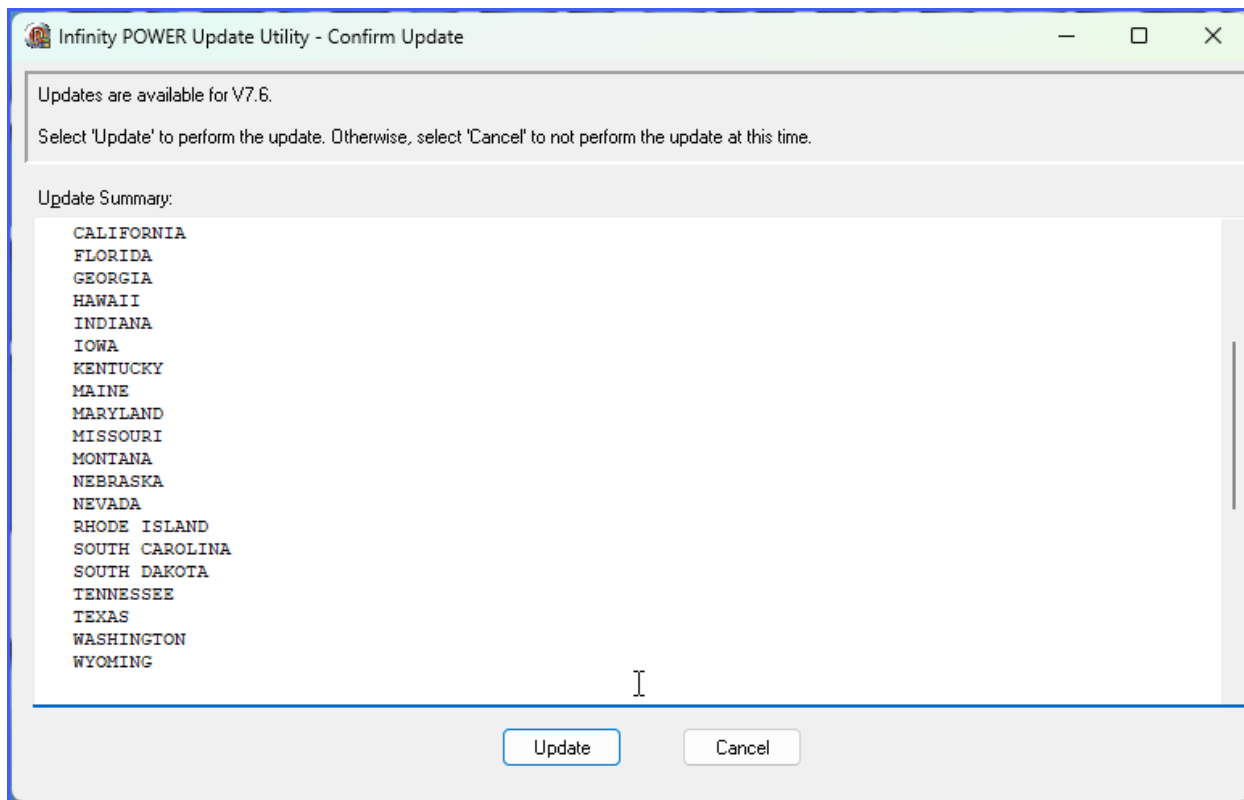 Infinity POWER Update Utility - Confirm Update
Updates are available for V7.6.
Select 'Update' to perform the update. Otherwise, select 'Cancel' to not perform the update at this time.
Update Summary:
CALIFORNIA
FLORIDA
GEORGIA
HAWAII
INDIANA
IOWA
KENTUCKY
MAINE
MARYLAND
MISSOURI
MONTANA
NEBRASKA
NEVADA
RHODE ISLAND
SOUTH CAROLINA
SOUTH DAKOTA
TENNESSEE
TEXAS
WASHINGTON
WYOMING
Update Cancel